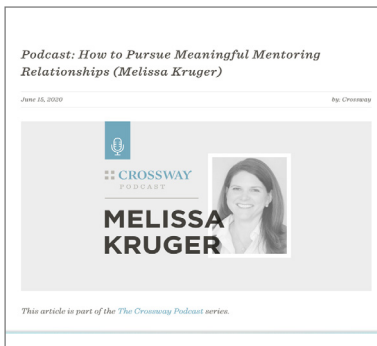 Podcast: How to Pursue Meaningful Mentoring
Relationships (Melissa Kruger)
June 15, 2020
by: Crossway
CROSSWAY
PODCAST
MELISSA
KRUGER
This article is part of the The Crossway Podcast series.